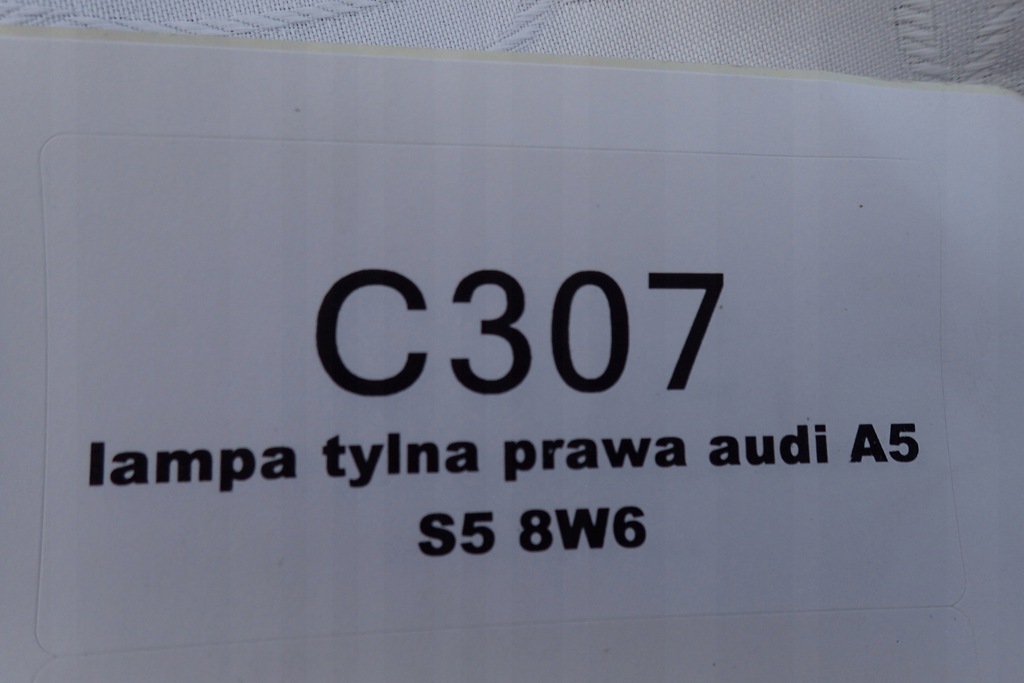 C307
lampa tylna prawa audi A5
S5 8W6